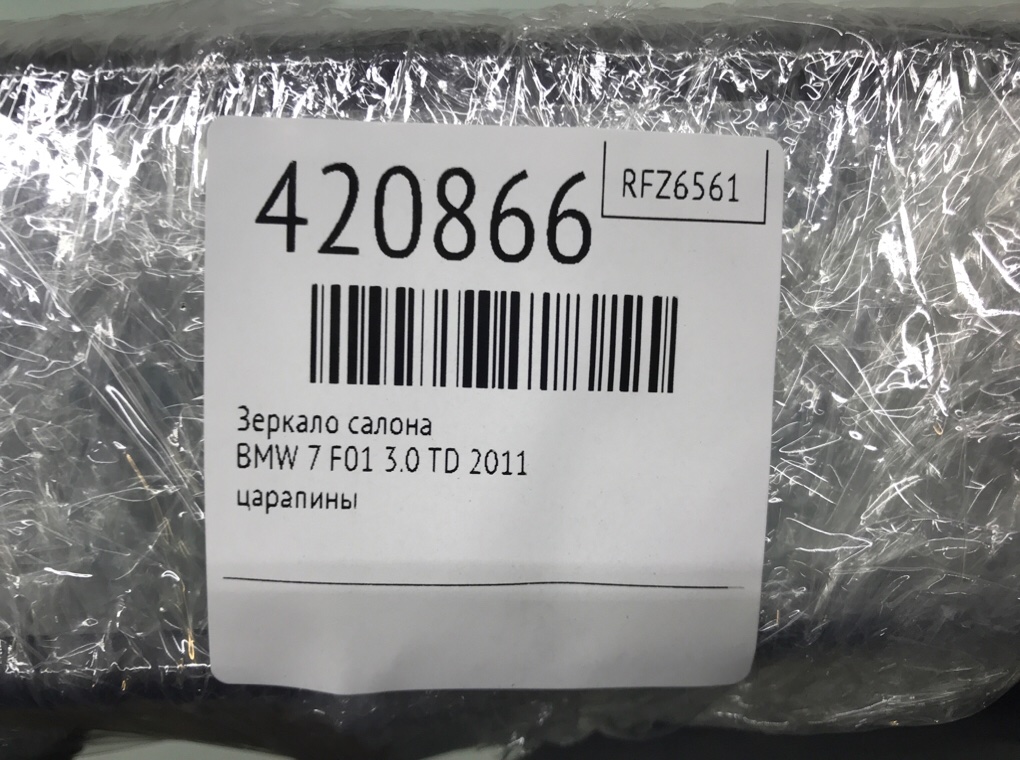 420866
RFZ6561
Зеркало салона
BMW 7 F01 3.0 TD 2011
царапины